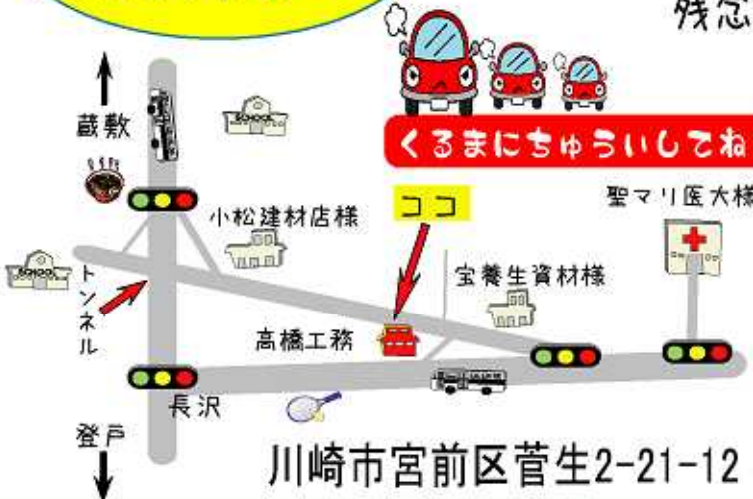 残念
くるまにちゅういしてね
蔵敷
SCHOOL
小松建材店様
ココ
聖マリ医大様
SCHOOL
トンネル
宝養生資材様
高橋工務
長沢
登戸
川崎市宮前区菅生2-21-12